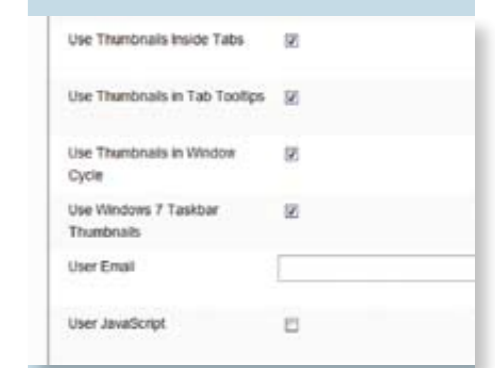 Use Thumbnails Inside Tabs
Use Thumbnails in Tab Tooltips
Use Thumbnails in Window
Cycle
Use Windows 7 Taskbar
Thumbnails
User Email
User JavaScript